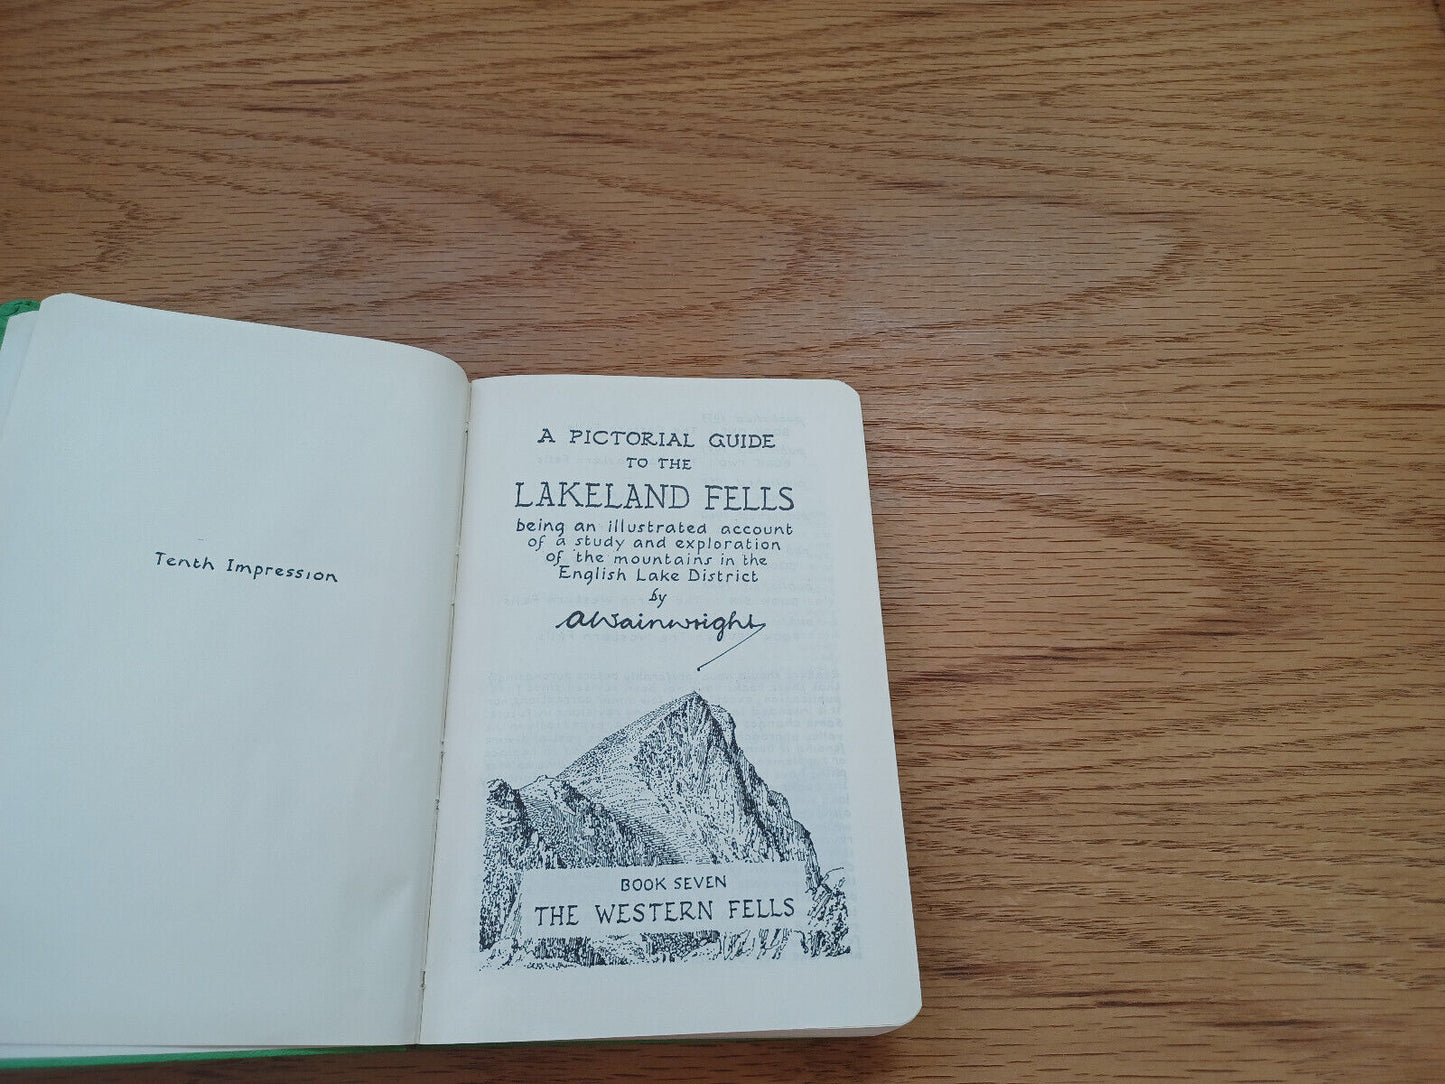 Tenth Impression
A PICTORIAL GUIDE
TO THE
LAKELAND FELLS
being an illustrated account
of a study and exploration
of the mountains in the
English Lake District
by
AWainwright
BOOK SEVEN
THE WESTERN FELLS